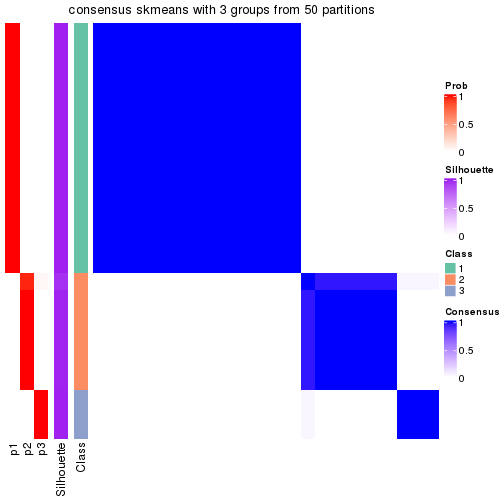 consensus skmeans with 3 groups from 50 partitions
Prob
1
0.5
0
Silhouette
1
0.5
0
Class
1
2
3
Consensus
1
0.5
0
p1
p2
p3
Silhouette
Class